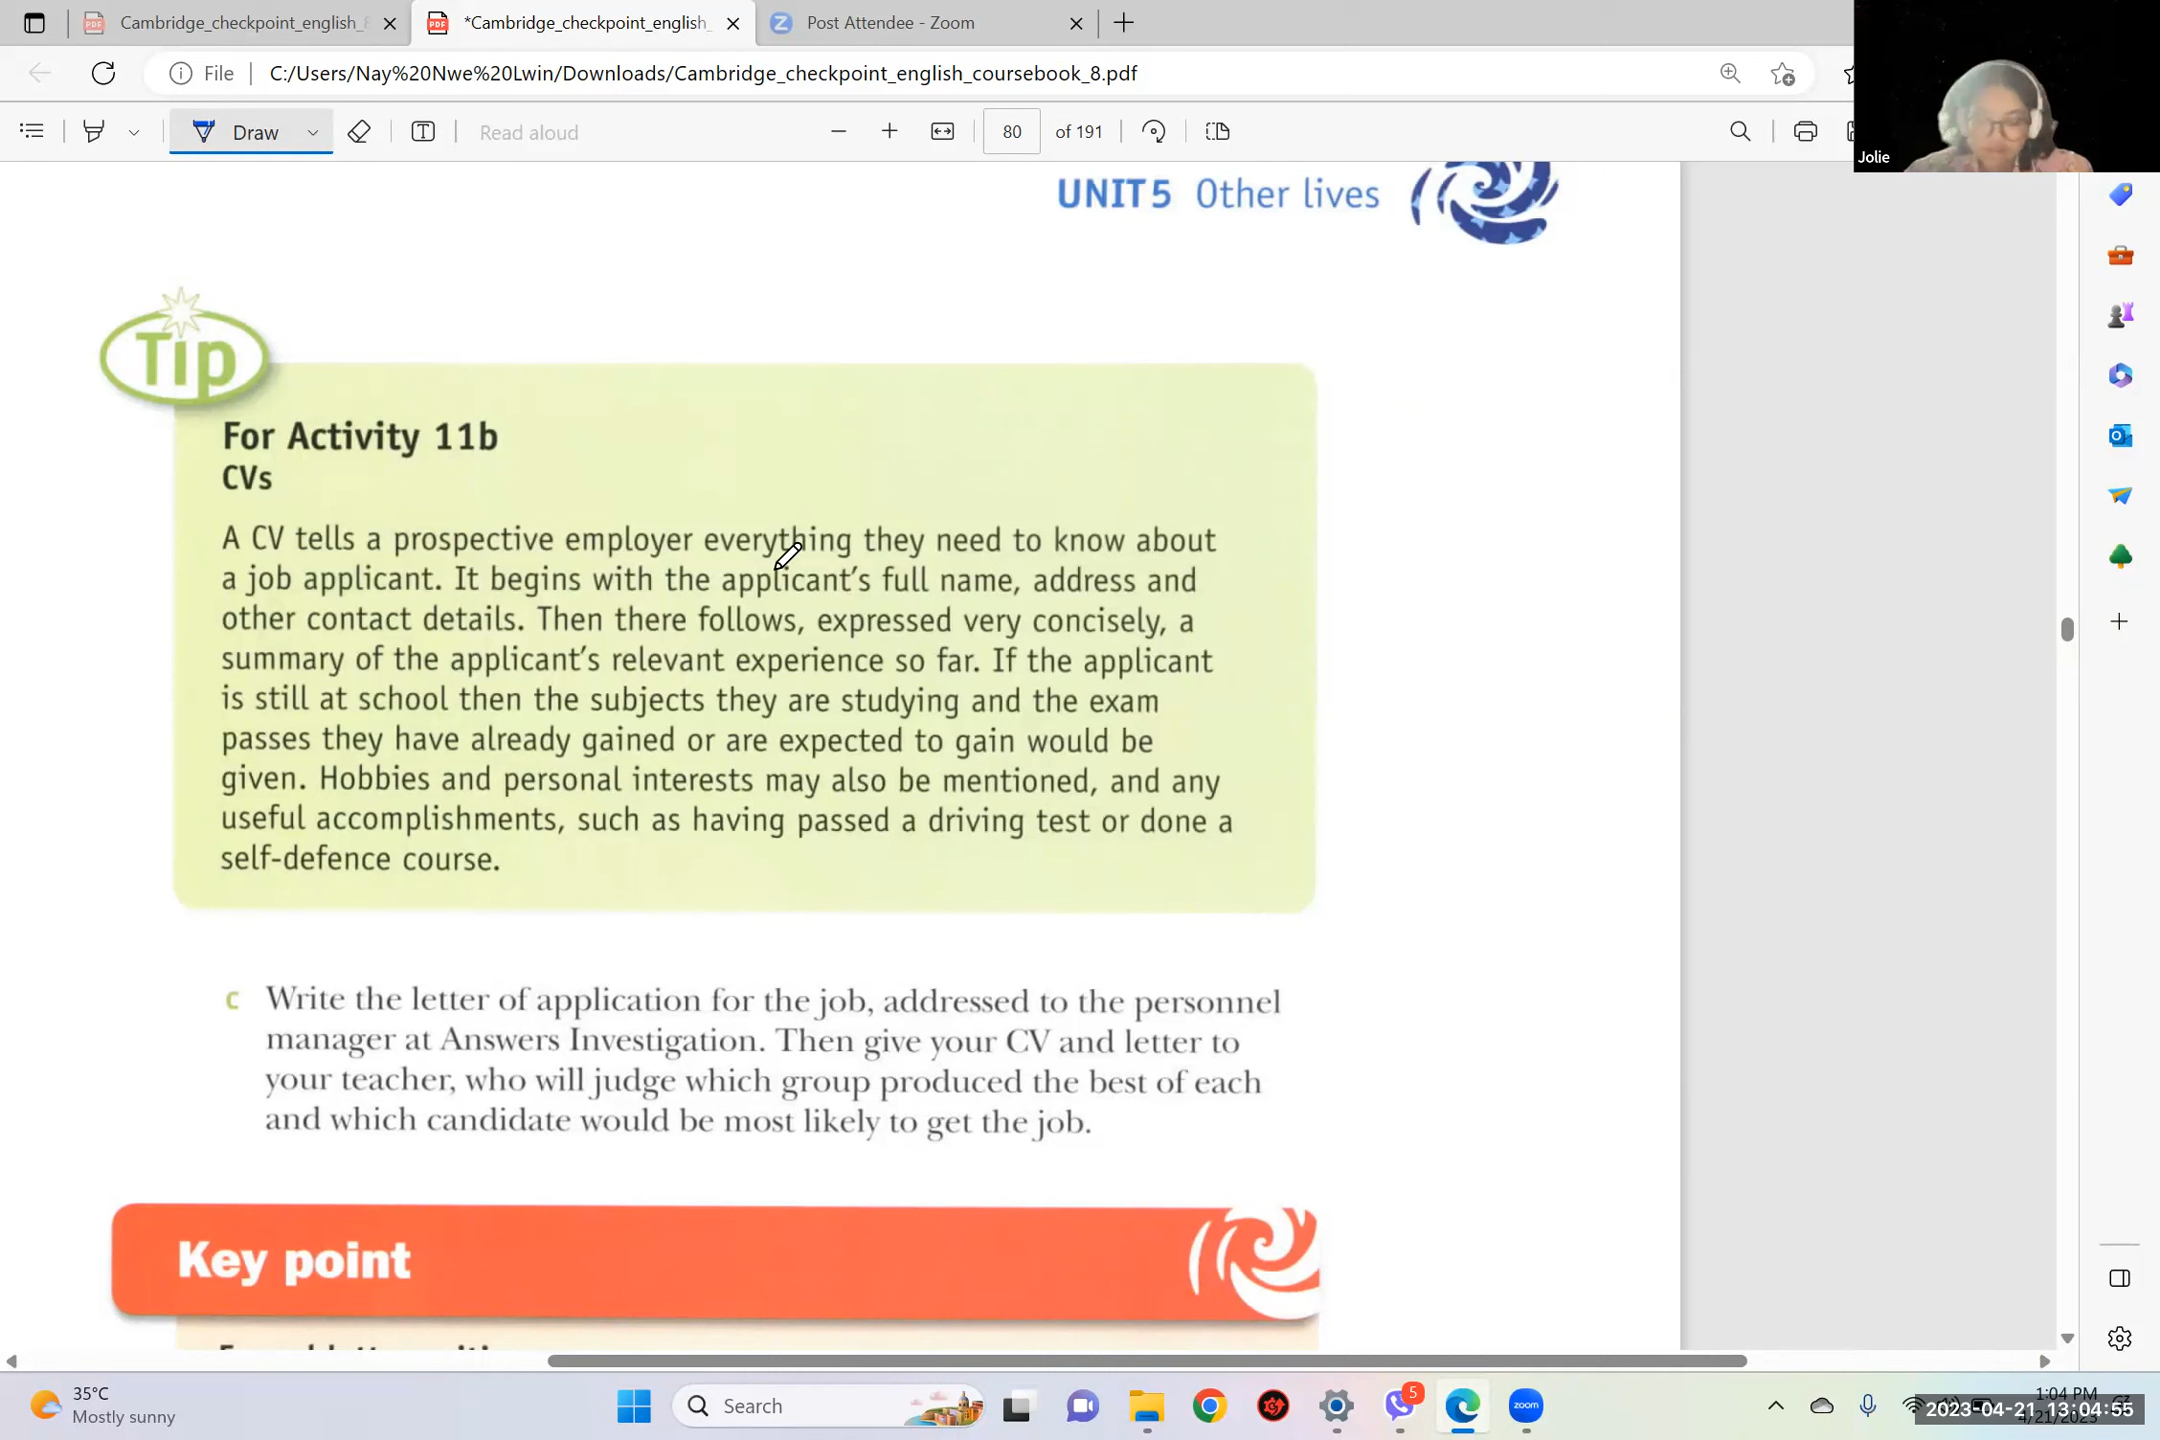 Cambridge_checkpoint_english_8
*Cambridge_checkpoint_english_
Post Attendee - Zoom
File
C:/Users/Nay%20Nwe%20Lwin/Downloads/Cambridge_checkpoint_english_coursebook_8.pdf
Draw
Read aloud
80 of 191
Jolie
UNIT 5 Other lives
Tip
For Activity 11b
CVs
A CV tells a prospective employer everything they need to know about
a job applicant. It begins with the applicant's full name, address and
other contact details. Then there follows, expressed very concisely, a
summary of the applicant's relevant experience so far. If the applicant
is still at school then the subjects they are studying and the exam
passes they have already gained or are expected to gain would be
given. Hobbies and personal interests may also be mentioned, and any
useful accomplishments, such as having passed a driving test or done a
self-defence course.
c Write the letter of application for the job, addressed to the personnel
manager at Answers Investigation. Then give your CV and letter to
your teacher, who will judge which group produced the best of each
and which candidate would be most likely to get the job.
Key point
35°C
Mostly sunny
Search
5
zoom
1:04 PM
2023-04-21 13:04:55